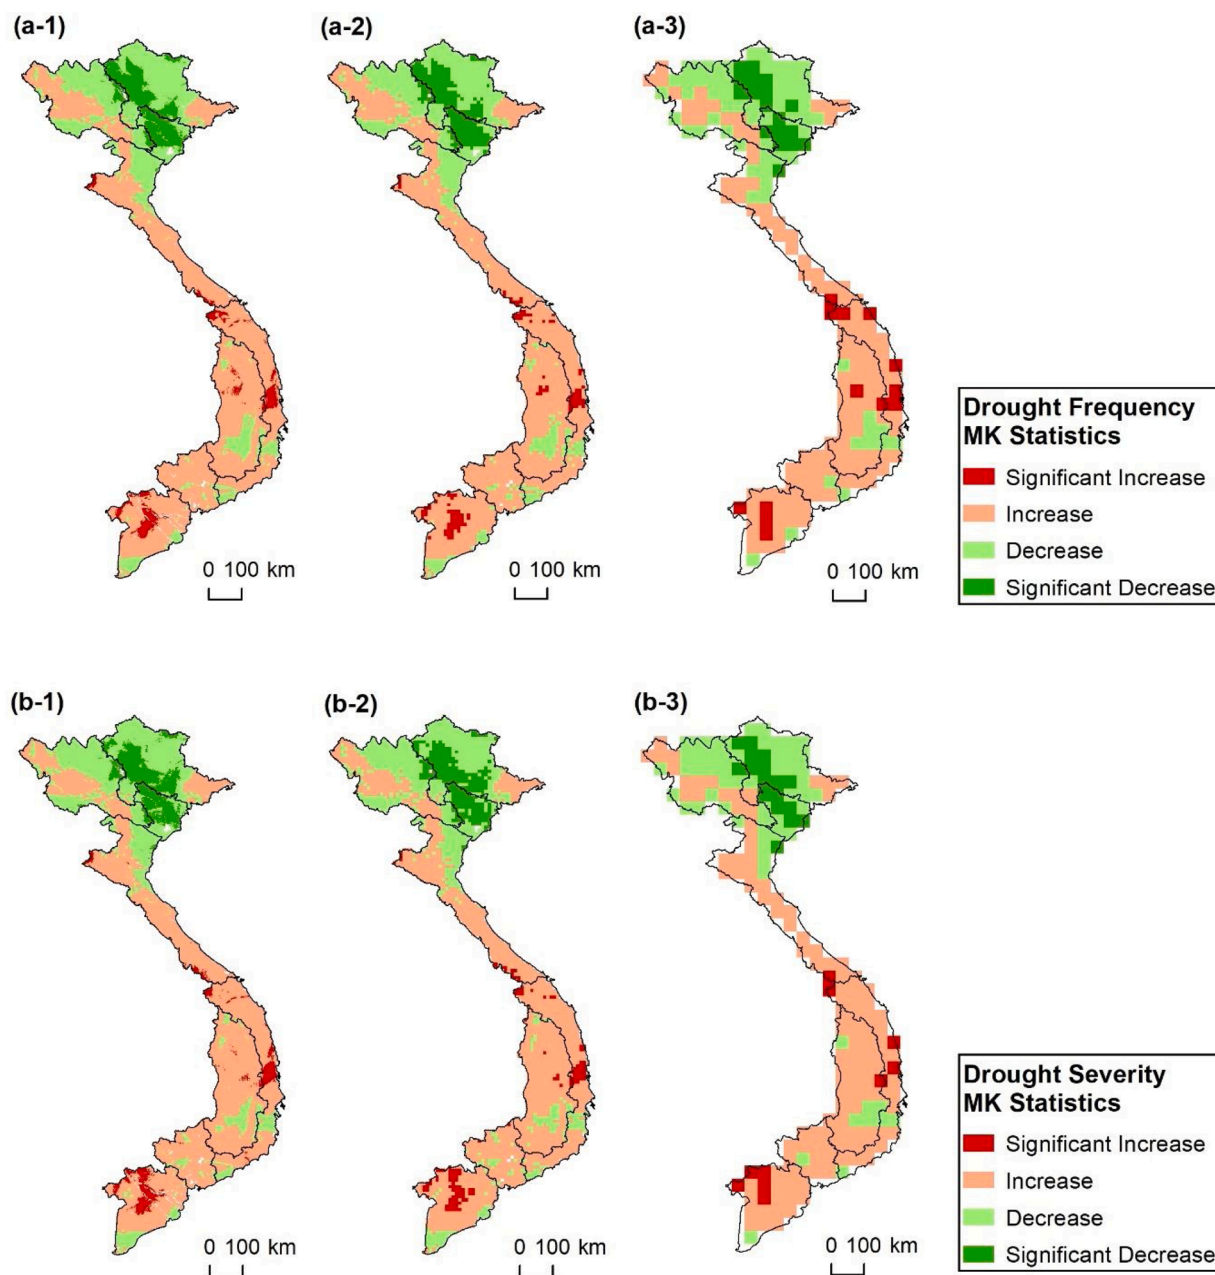 (a-1)
(a-2)
(a-3)
Drought Frequency
MK Statistics
Significant Increase
Increase
Decrease
Significant Decrease
0 100 km
0 100 km
0 100 km
(b-1)
(b-2)
(b-3)
Drought Severity
MK Statistics
Significant Increase
Increase
Decrease
Significant Decrease
0 100 km
0 100 km
0 100 km